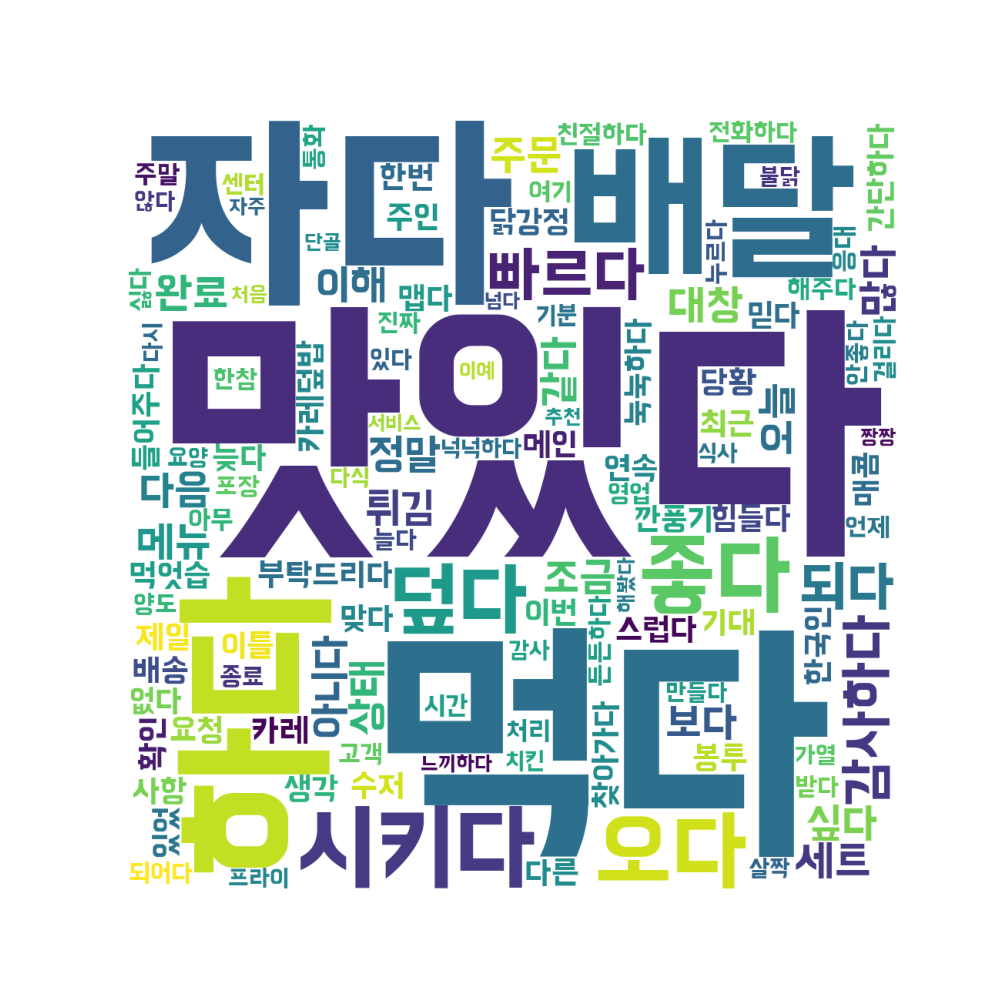 자다
배달
맛있다
먹다
흥분
시키다
오다
좋다
덮다
빠르다
되다
감사하다
주문
친절하다
전화하다
통화
한번
주말
않다
센터
자주
주인
단골
여기
닭강정
불닭
누르다
응대
간단하다
많다
싫다
완료
처음
이해
맵다
넘다
기분
진짜
있다
대창
믿다
해주다
안좋다
걸리다
한참
이예
카레덮밥
다시
들어주다
서비스
추천
같다
눅눅하다
당황
최근
오늘
짱짱
식사
요양
늦다
포장
다식
정말
넉넉하다
메인
연속
영업
매콤
언제
다음
아무
메뉴
튀김
늘다
깐풍기
힘들다
먹엇습
부탁드리다
조금
해봤다
양도
맞다
이번
든든하다
스럽다
기대
한국인
제일
이틀
아니다
감사
배송
종료
상태
시간
만들다
없다
요청
카레
처리
보다
확인
고객
느끼하다
치킨
찾아가다
봉투
가열
사항
생각
수저
받다
싶다
있었
되어다
프라이
다른
살짝
세트